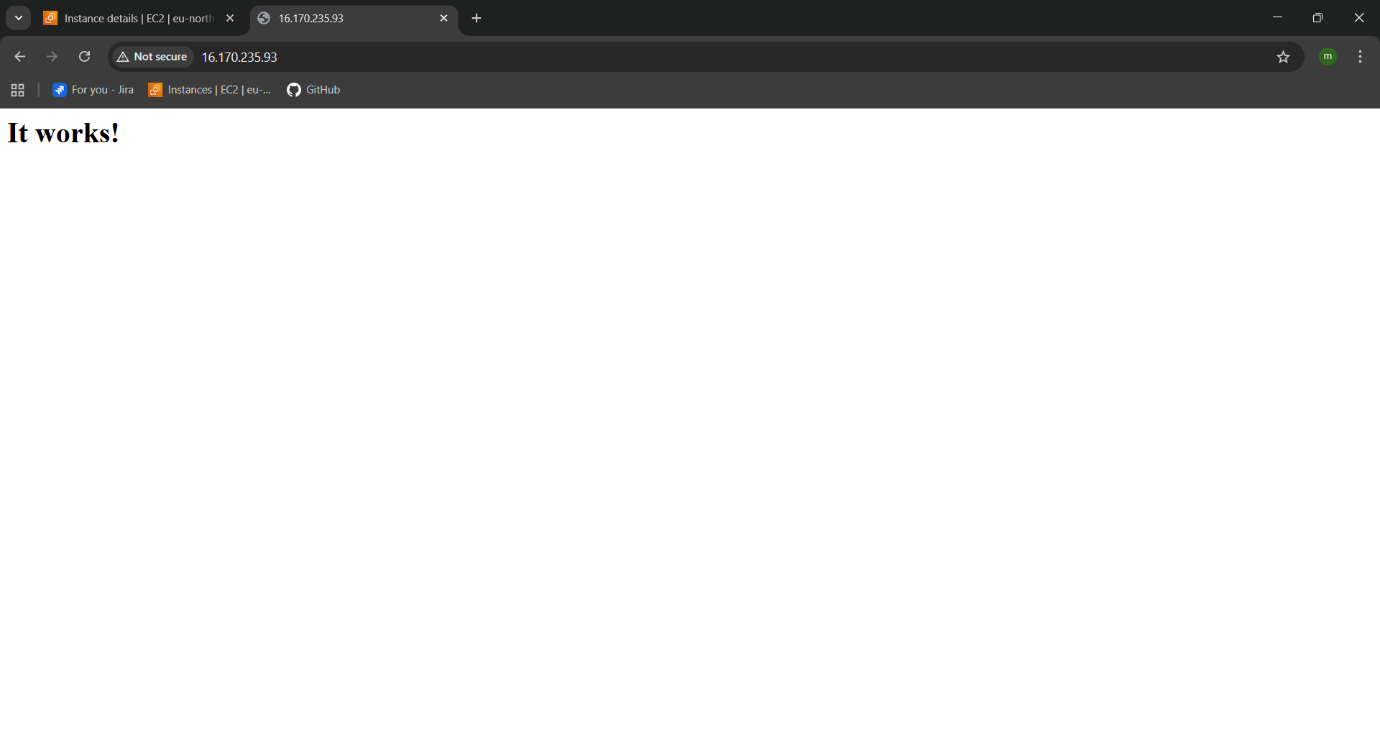 Instance details | EC2 | eu-north
16.170.235.93
Not secure
16.170.235.93
m
For you - Jira
Instances | EC2 | eu-...
GitHub
It works!